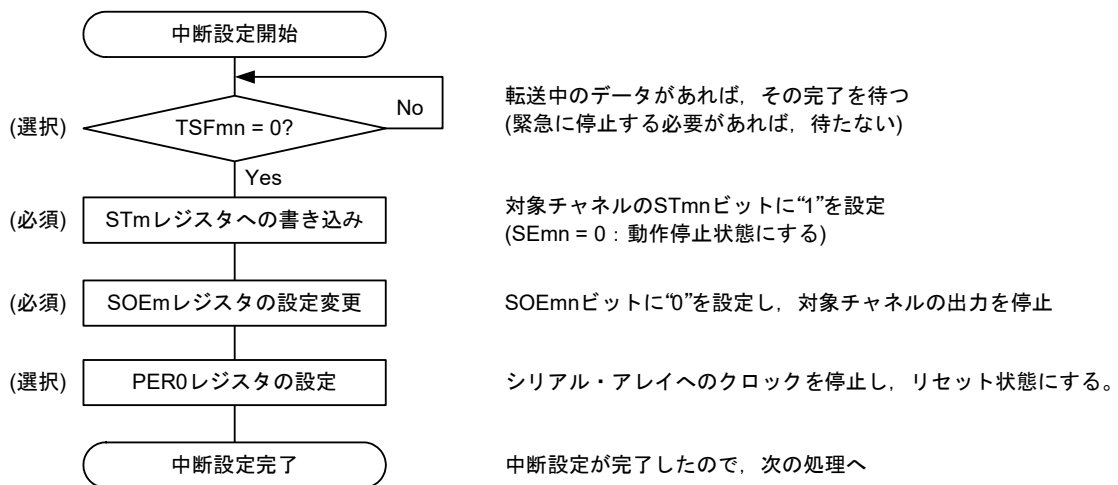 中断設定開始
No
転送中のデータがあれば，その完了を待つ
(選択) TSFmn = 0?
(緊急に停止する必要があれば，待たない)
Yes
(必須) STmレジスタへの書き込み
対象チャネルのSTmnビットに“1”を設定
(SEmn = 0：動作停止状態にする)
(必須) SOEmレジスタの設定変更 SOEmnビットに“0”を設定し，対象チャネルの出力を停止
(選択) PER0レジスタの設定 シリアル・アレイへのクロックを停止し，リセット状態にする。
中断設定完了 中断設定が完了したので，次の処理へ